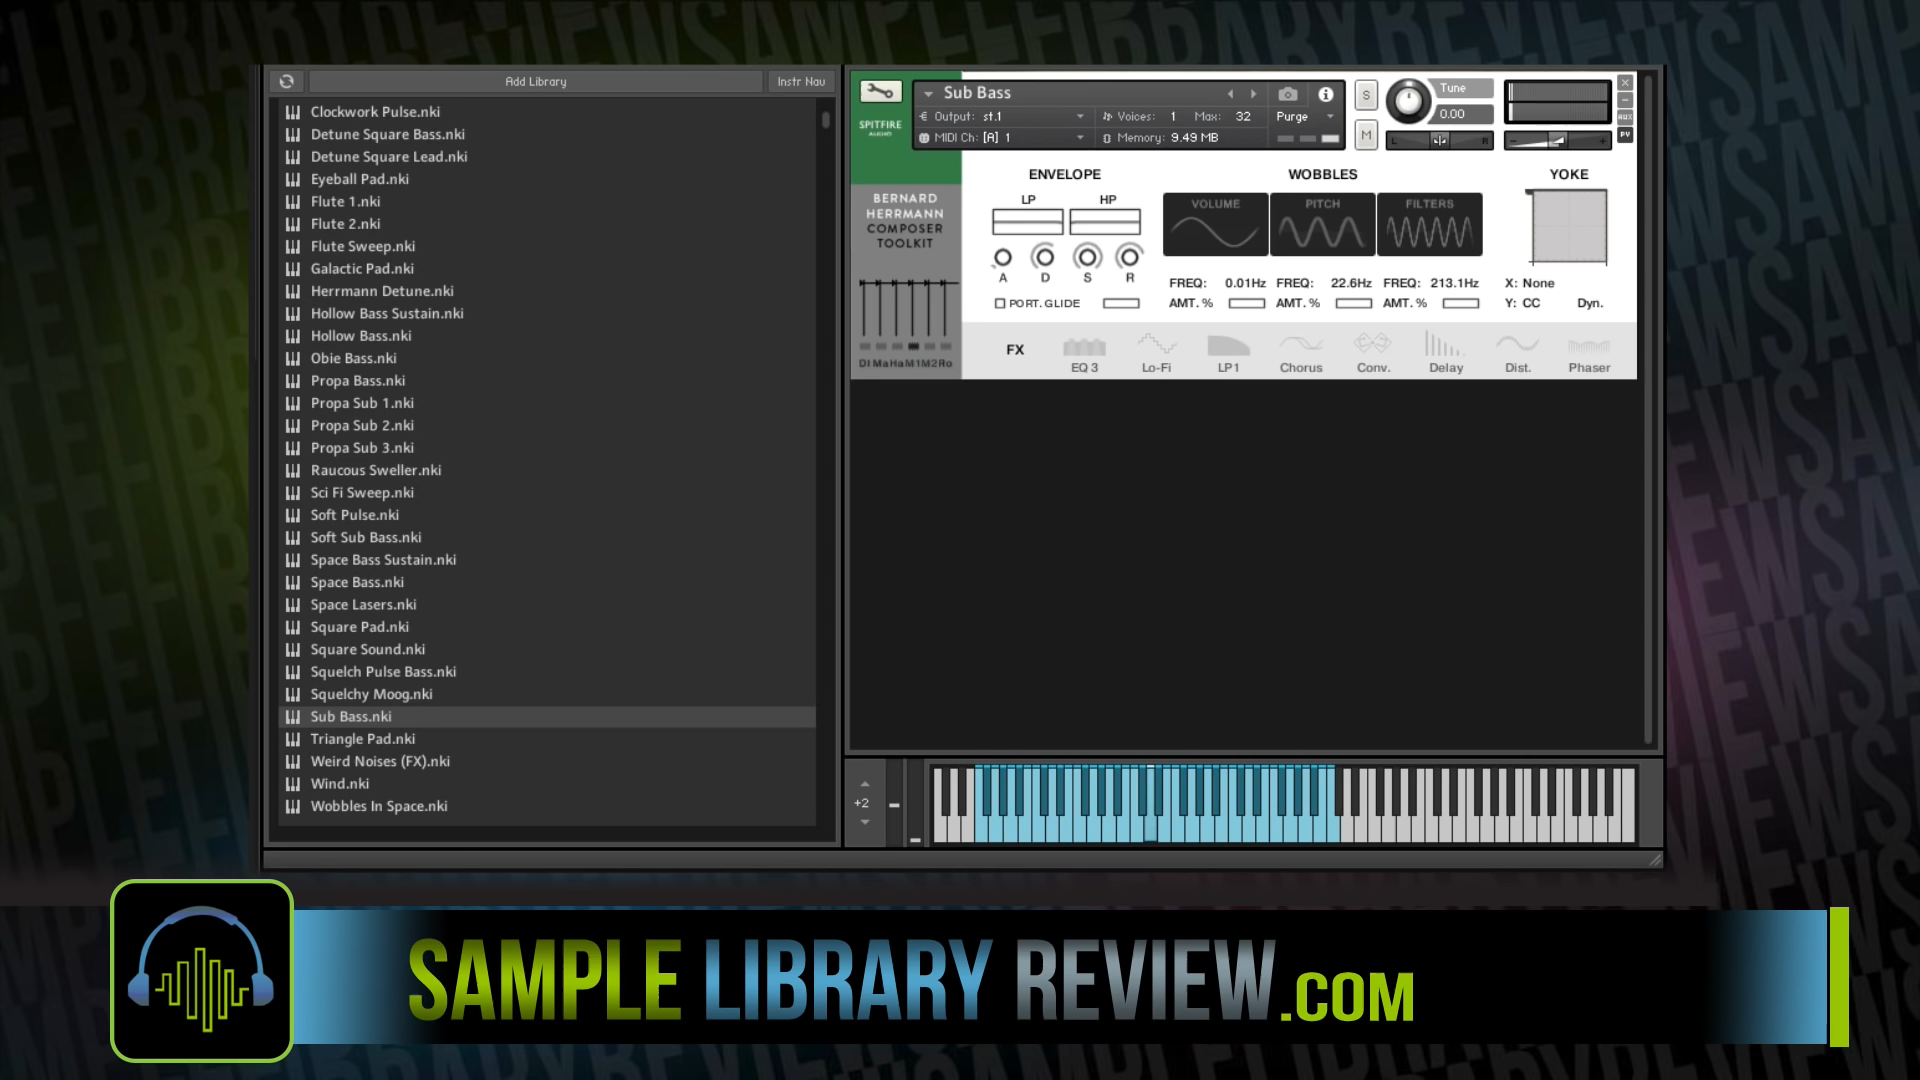 Add Library
Instr Nav
Clockwork Pulse.nki
Detune Square Bass.nki
Detune Square Lead.nki
Eyeball Pad.nki
Flute 1.nki
Flute 2.nki
Flute Sweep.nki
Galactic Pad.nki
Herrmann Detune.nki
Hollow Bass Sustain.nki
Hollow Bass.nki
Obie Bass.nki
Propa Bass.nki
Propa Sub 1.nki
Propa Sub 2.nki
Propa Sub 3.nki
Raucous Sweller.nki
Sci Fi Sweep.nki
Soft Pulse.nki
Soft Sub Bass.nki
Space Bass Sustain.nki
Space Bass.nki
Space Lasers.nki
Square Pad.nki
Square Sound.nki
Squelch Pulse Bass.nki
Squelchy Moog.nki
Sub Bass.nki
Triangle Pad.nki
Weird Noises (FX).nki
Wind.nki
Wobbles In Space.nki
SPITFIRE
AUDIO
Sub Bass
Output: st.1
Voices: 1 Max: 32
Purge
MIDI Ch: [A] 1
Memory: 9.49 MB
S
M
Tune
0.00
L R
- +
AUX
PV
BERNARD
HERRMANN
COMPOSER
TOOLKIT
DI Ma Ha M1 M2 Ro
ENVELOPE
LP HP
A D S R
PORT. GLIDE
WOBBLES
VOLUME PITCH FILTERS
FREQ: 0.01Hz FREQ: 22.6Hz FREQ: 213.1Hz
AMT. % AMT. % AMT. %
YOKE
X: None
Y: CC Dyn.
FX
EQ 3 Lo-Fi LP1 Chorus Conv. Delay Dist. Phaser
+2
SAMPLE LIBRARY REVIEW.COM